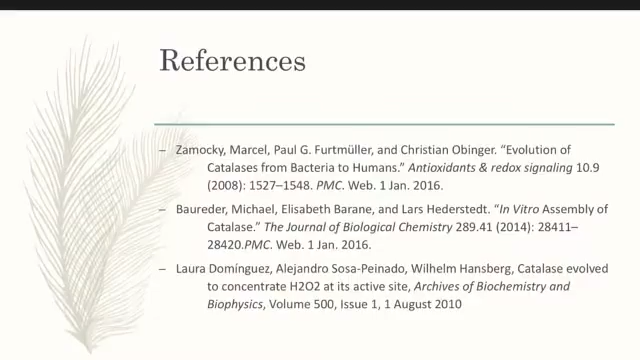 References
– Zamocky, Marcel, Paul G. Furtmüller, and Christian Obinger. “Evolution of
Catalases from Bacteria to Humans.” Antioxidants & redox signaling 10.9
(2008): 1527–1548. PMC. Web. 1 Jan. 2016.
– Baureder, Michael, Elisabeth Barane, and Lars Hederstedt. “In Vitro Assembly of
Catalase.” The Journal of Biological Chemistry 289.41 (2014): 28411–
28420.PMC. Web. 1 Jan. 2016.
– Laura Domínguez, Alejandro Sosa-Peinado, Wilhelm Hansberg, Catalase evolved
to concentrate H2O2 at its active site, Archives of Biochemistry and
Biophysics, Volume 500, Issue 1, 1 August 2010